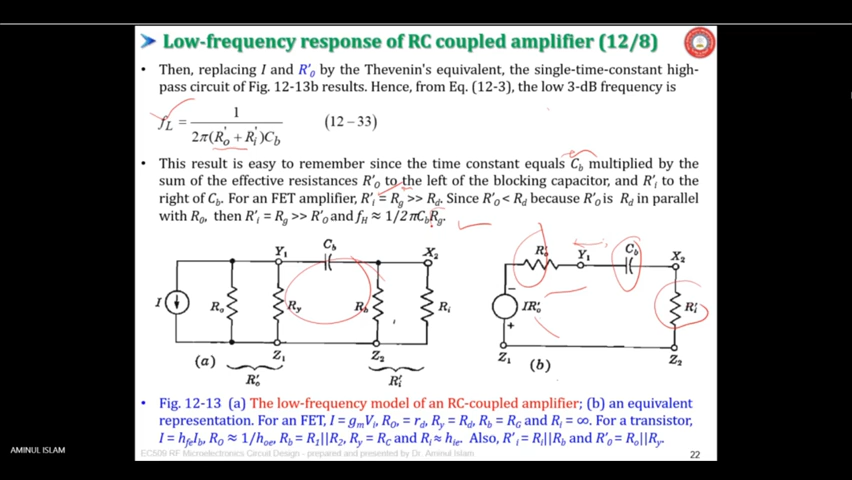 Low-frequency response of RC coupled amplifier (12/8)
• Then, replacing I and R'o by the Thevenin's equivalent, the single-time-constant high-
pass circuit of Fig. 12-13b results. Hence, from Eq. (12-3), the low 3-dB frequency is
fL = 1 / 2π(R'o + R'i)Cb (12−33)
• This result is easy to remember since the time constant equals Cb multiplied by the
sum of the effective resistances R'o to the left of the blocking capacitor, and R'i to the
right of Cb. For an FET amplifier, R'i = Rg >> Rd. Since R'o < Rd because R'o is Rd in parallel
with Ro, then R'i = Rg >> R'o and fH ≈ 1/2πCbRg.
I Ro Y1 Ry Z1 Cb Rb Z2 X2 Ri
(a) R'o R'i
R'o Y1 Cb X2
IR'o R'i
Z1 (b) Z2
• Fig. 12-13 (a) The low-frequency model of an RC-coupled amplifier; (b) an equivalent
representation. For an FET, I = gmVi, Ro = rd, Ry = Rd, Rb = RG and Ri = ∞. For a transistor,
I = hfeIb, Ro ≈ 1/hoe, Rb = R1||R2, Ry = RC and Ri ≈ hie. Also, R'i = Ri||Rb and R'o = Ro||Ry.
EC509 RF Microelectronics Circuit Design - prepared and presented by Dr. Aminul Islam
22
AMINUL ISLAM